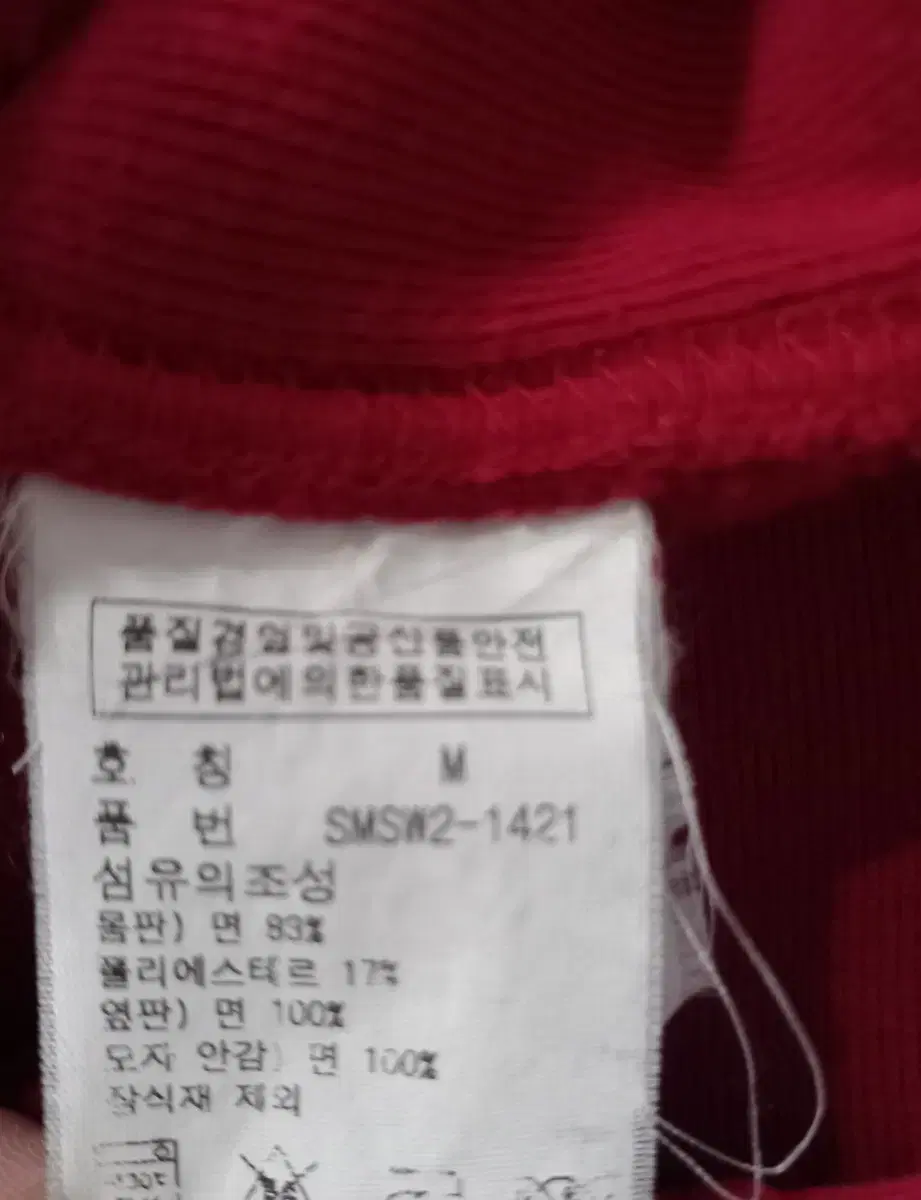 품질경영및공산품안전
관리법에의한품질표시
호 칭 M
품 번 SMSW2-1421
섬유의조성
몸판) 면 83%
폴리에스테르 17%
옆판) 면 100%
모자 안감) 면 100%
장식재 제외